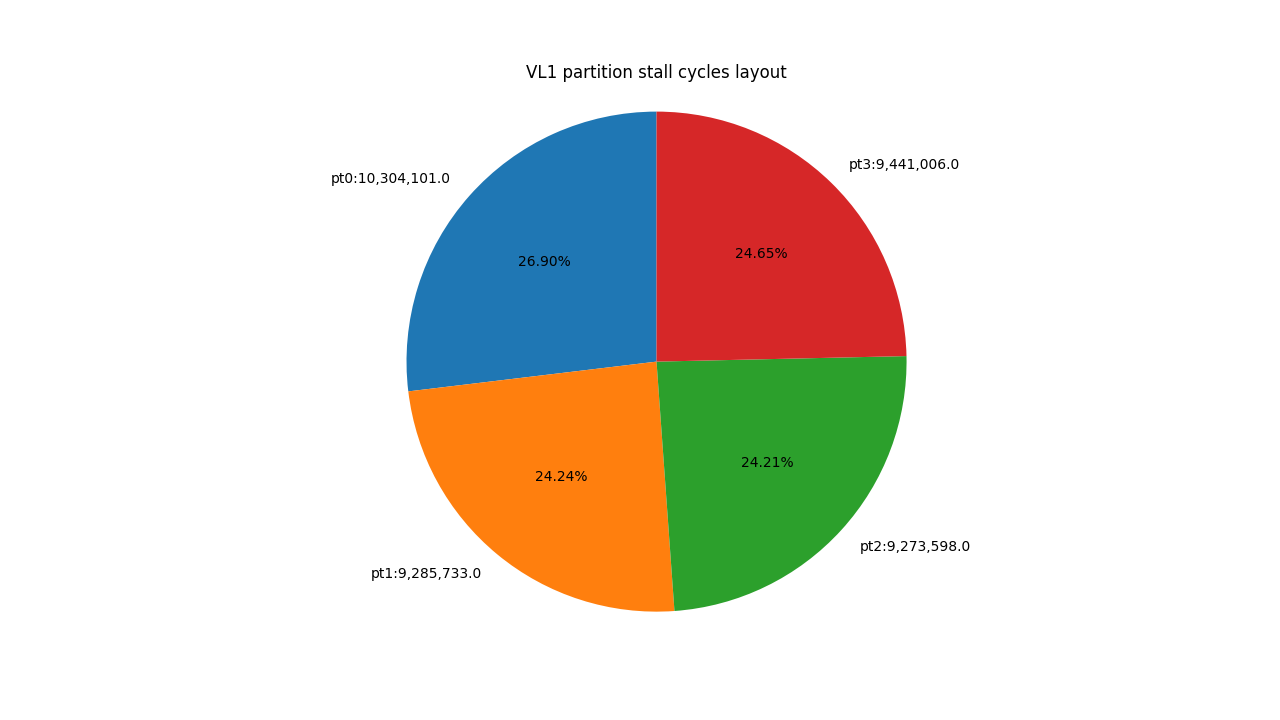 VL1 partition stall cycles layout
pt3:9,441,006.0
pt0:10,304,101.0
24.65%
26.90%
24.21%
24.24%
pt2:9,273,598.0
pt1:9,285,733.0